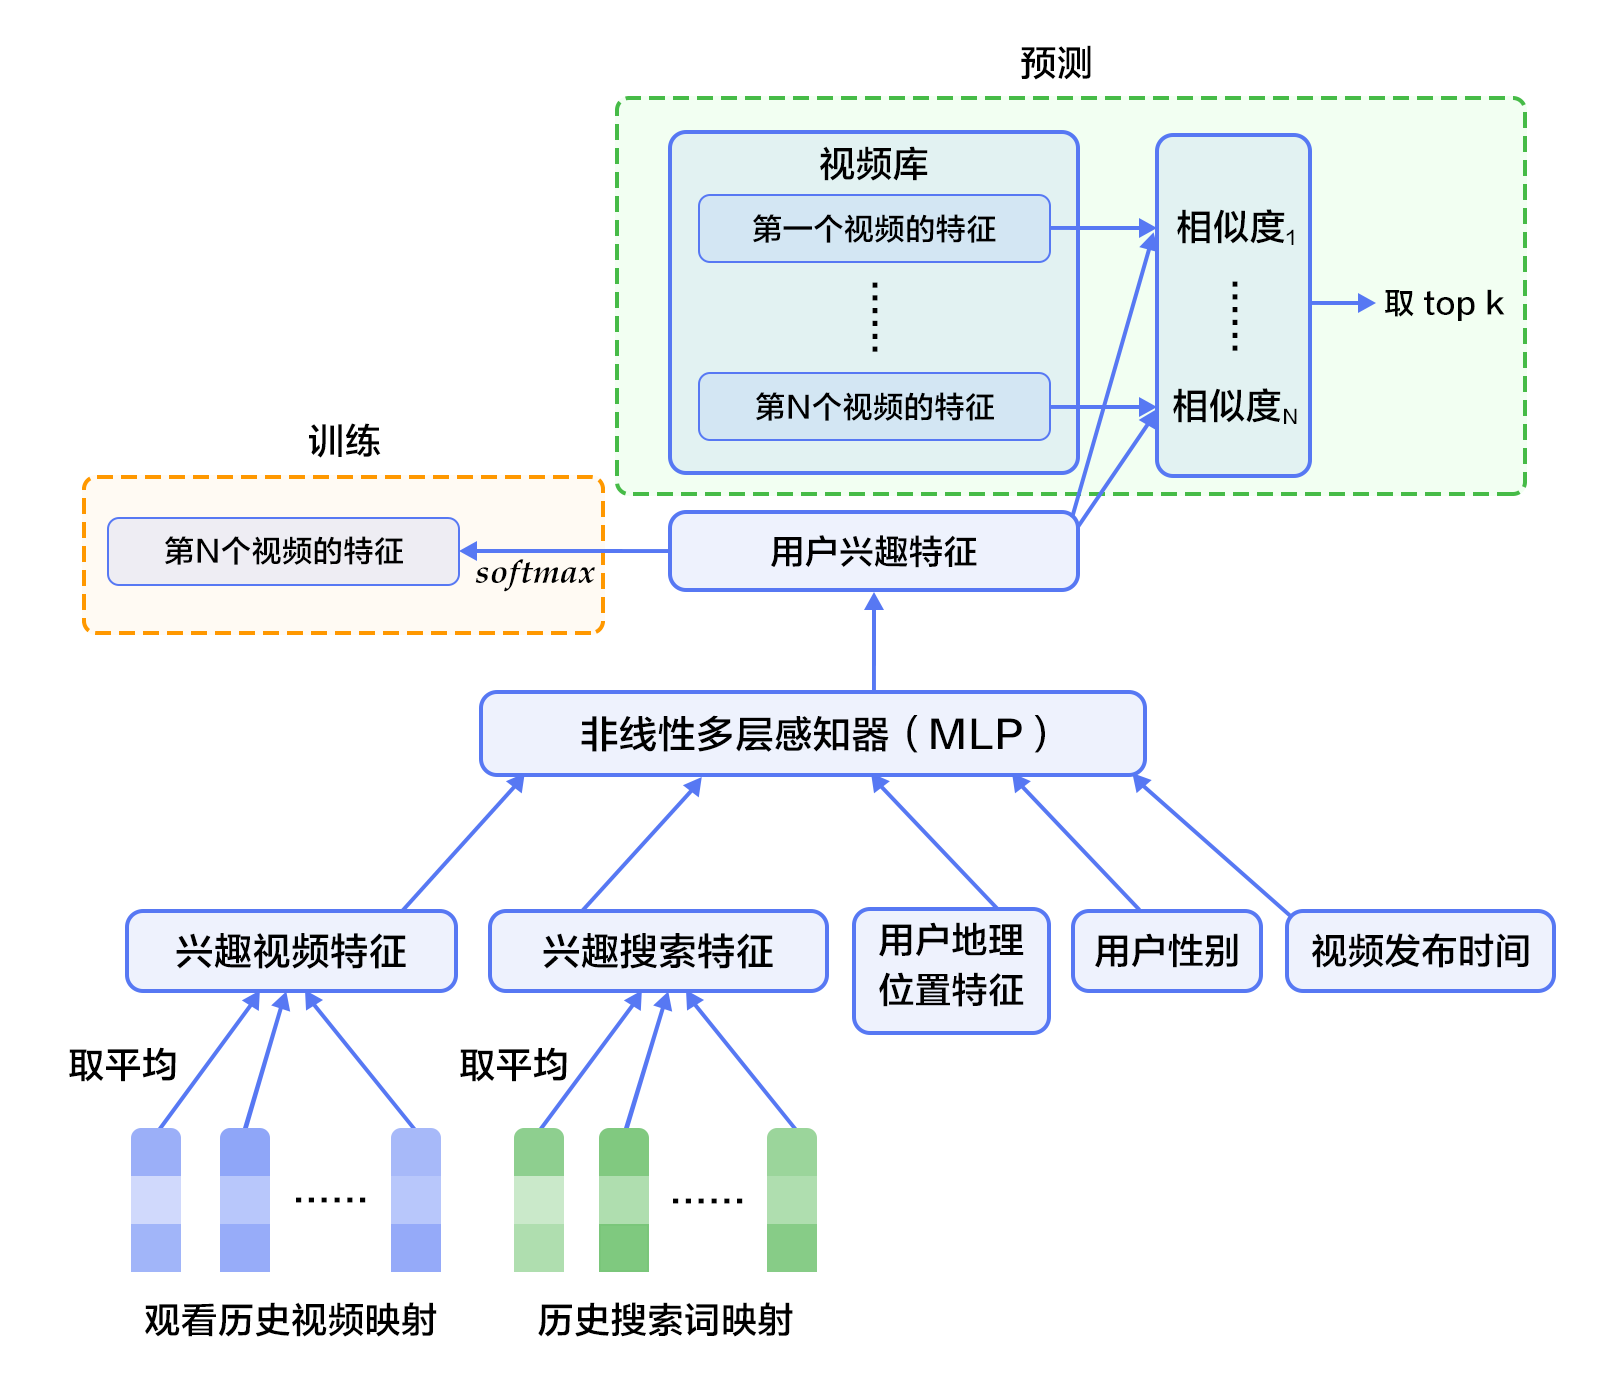 预测
视频库
第一个视频的特征
相似度1
取 top k
第N个视频的特征
相似度N
训练
第N个视频的特征
softmax
用户兴趣特征
非线性多层感知器（MLP）
兴趣视频特征
兴趣搜索特征
用户地理
位置特征
用户性别
视频发布时间
取平均
取平均
观看历史视频映射
历史搜索词映射